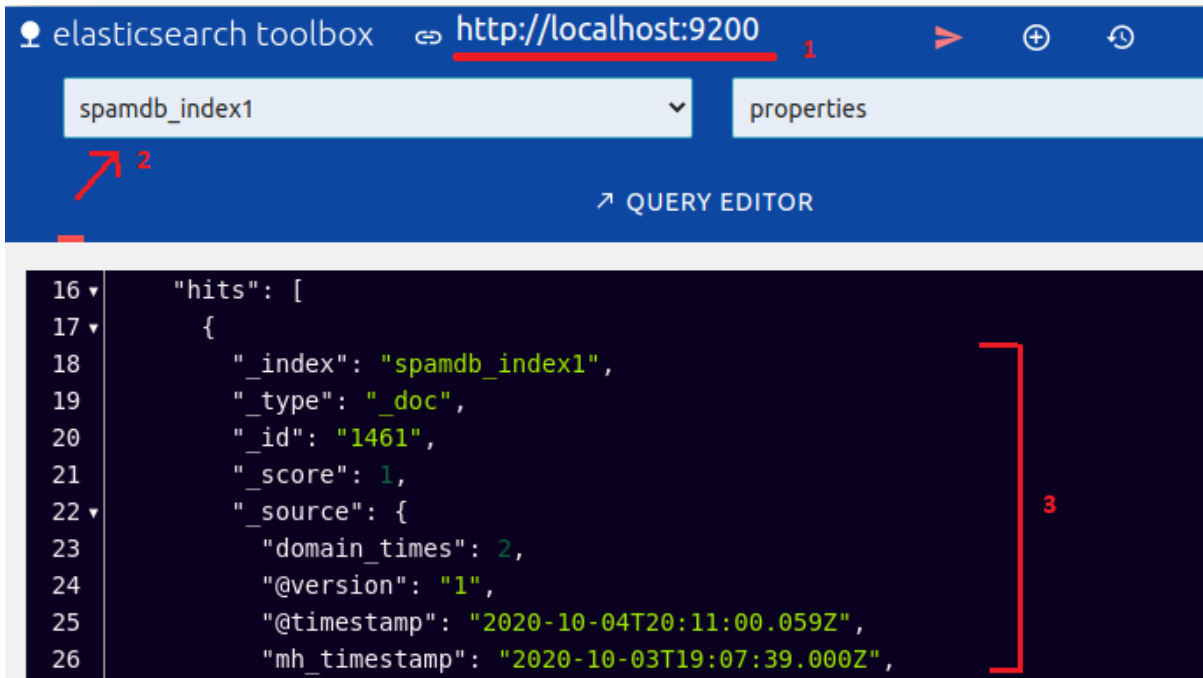 elasticsearch toolbox http://localhost:9200 1
spamdb_index1 properties
2
QUERY EDITOR
16 "hits": [
17 {
18 "_index": "spamdb_index1",
19 "_type": "_doc",
20 "_id": "1461",
21 "_score": 1,
22 "_source": { 3
23 "domain_times": 2,
24 "@version": "1",
25 "@timestamp": "2020-10-04T20:11:00.059Z",
26 "mh_timestamp": "2020-10-03T19:07:39.000Z",